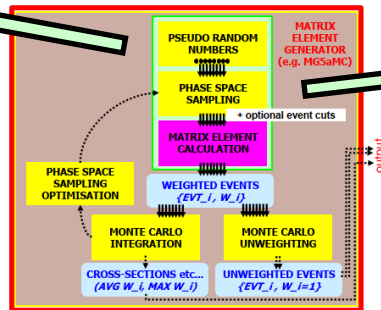 PSEUDO RANDOM
NUMBERS
MATRIX
ELEMENT
GENERATOR
(e.g. MG5aMC)
PHASE SPACE
SAMPLING
+ optional event cuts
MATRIX ELEMENT
CALCULATION
output
PHASE SPACE
SAMPLING
OPTIMISATION
WEIGHTED EVENTS
{EVT_i, W_i}
MONTE CARLO
INTEGRATION
MONTE CARLO
UNWEIGHTING
CROSS-SECTIONS etc...
(AVG W_i, MAX W_i)
UNWEIGHTED EVENTS
{EVT_i , W_i=1}